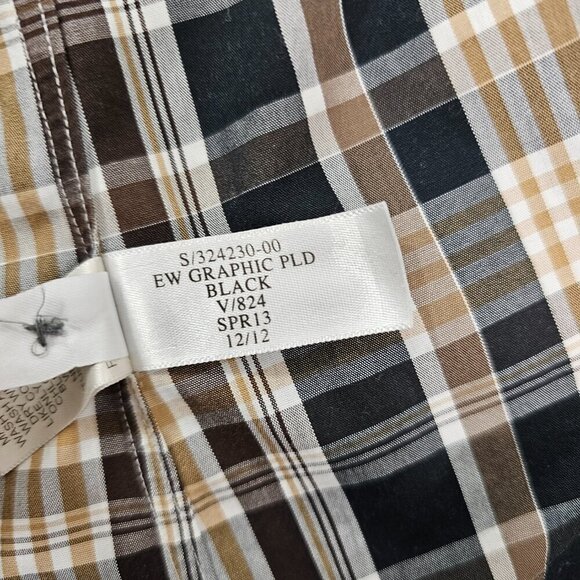 S/324230-00
EW GRAPHIC PLD
BLACK
V/824
SPR13
12/12